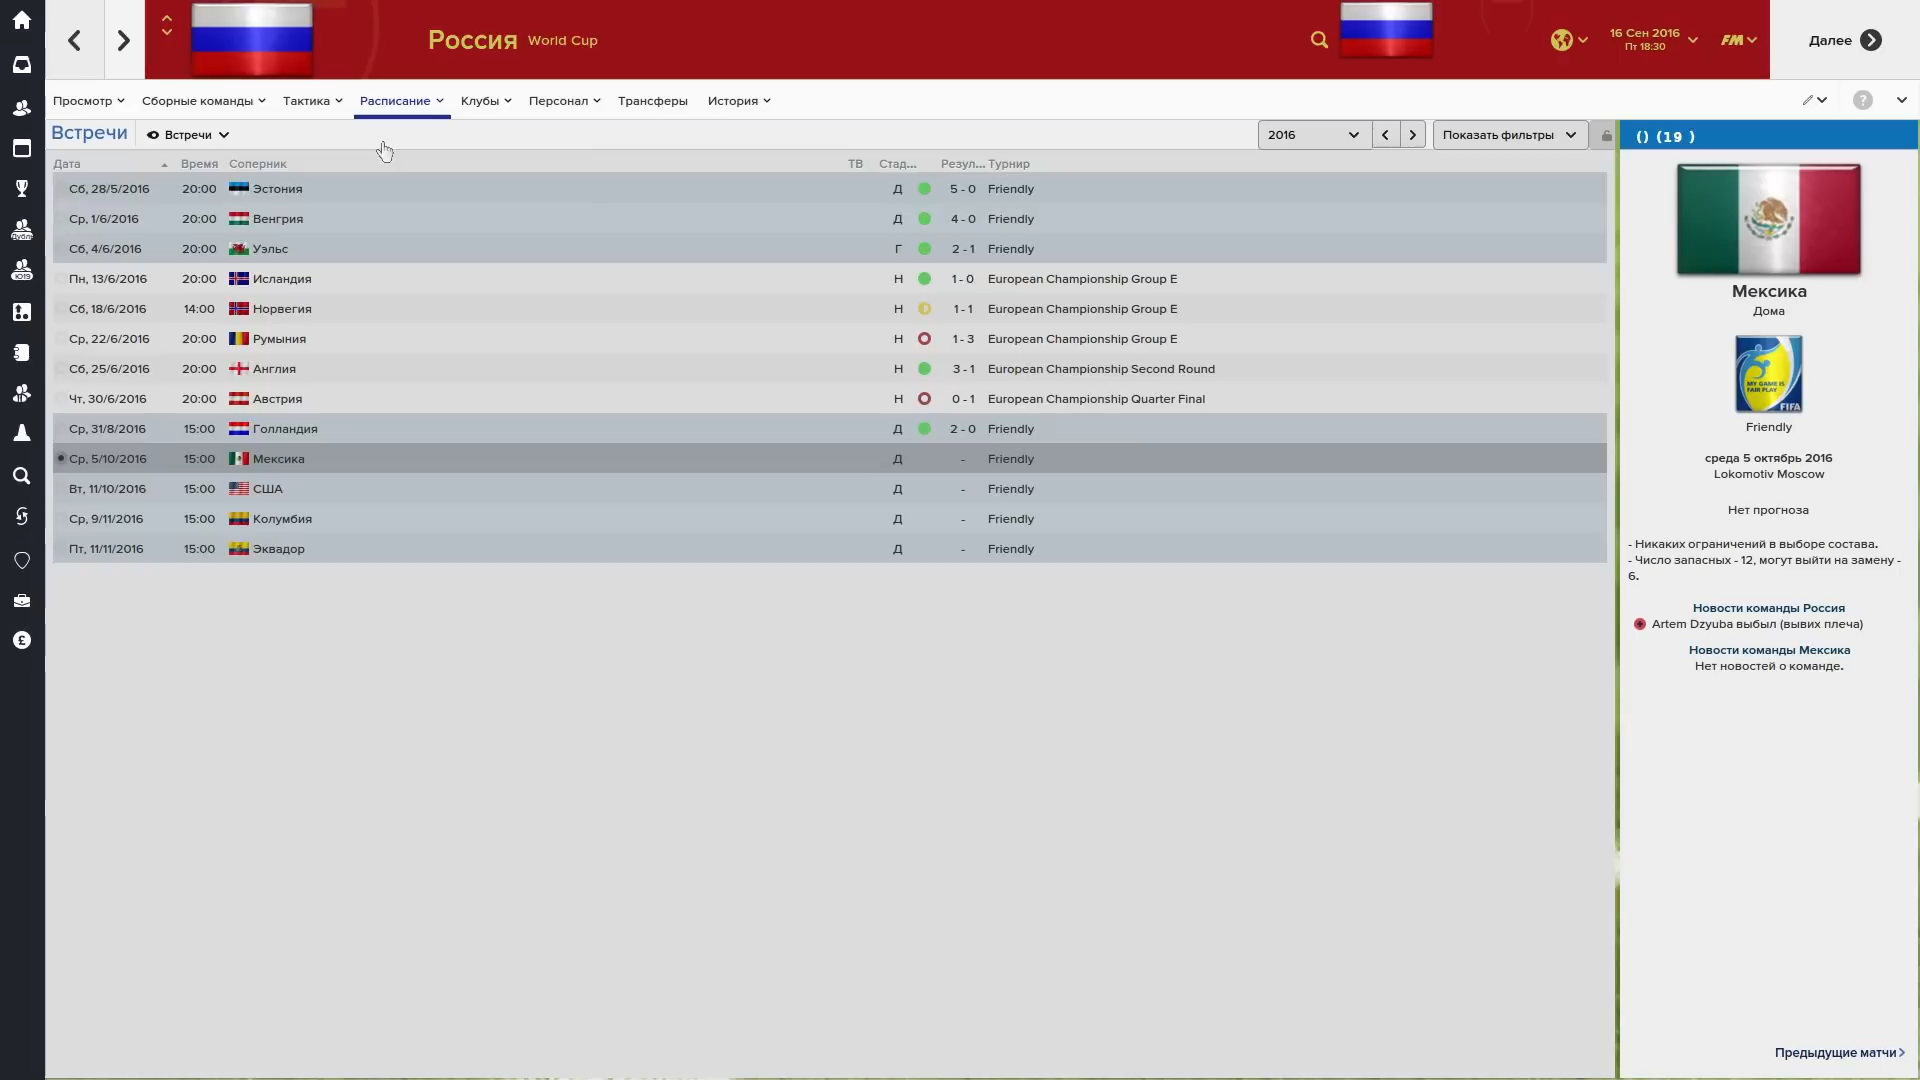 Россия World Cup
16 Сен 2016
Пт 18:30
FM
Далее
Просмотр Сборные команды Тактика Расписание Клубы Персонал Трансферы История
Встречи Встречи 2016 Показать фильтры
Дата Время Соперник ТВ Стад... Резул... Турнир
Сб, 28/5/2016 20:00 Эстония Д 5 - 0 Friendly
Ср, 1/6/2016 20:00 Венгрия Д 4 - 0 Friendly
Сб, 4/6/2016 20:00 Уэльс Г 2 - 1 Friendly
Пн, 13/6/2016 20:00 Исландия Н 1 - 0 European Championship Group E
Сб, 18/6/2016 14:00 Норвегия Н 1 - 1 European Championship Group E
Ср, 22/6/2016 20:00 Румыния Н 1 - 3 European Championship Group E
Сб, 25/6/2016 20:00 Англия Н 3 - 1 European Championship Second Round
Чт, 30/6/2016 20:00 Австрия Н 0 - 1 European Championship Quarter Final
Ср, 31/8/2016 15:00 Голландия Д 2 - 0 Friendly
Ср, 5/10/2016 15:00 Мексика Д - Friendly
Вт, 11/10/2016 15:00 США Д - Friendly
Ср, 9/11/2016 15:00 Колумбия Д - Friendly
Пт, 11/11/2016 15:00 Эквадор Д - Friendly
() (19 )
Мексика
Дома
MY GAME IS
FAIR PLAY
FIFA
Friendly
среда 5 октябрь 2016
Lokomotiv Moscow
Нет прогноза
- Никаких ограничений в выборе состава.
- Число запасных - 12, могут выйти на замену -
6.
Новости команды Россия
Artem Dzyuba выбыл (вывих плеча)
Новости команды Мексика
Нет новостей о команде.
Предыдущие матчи